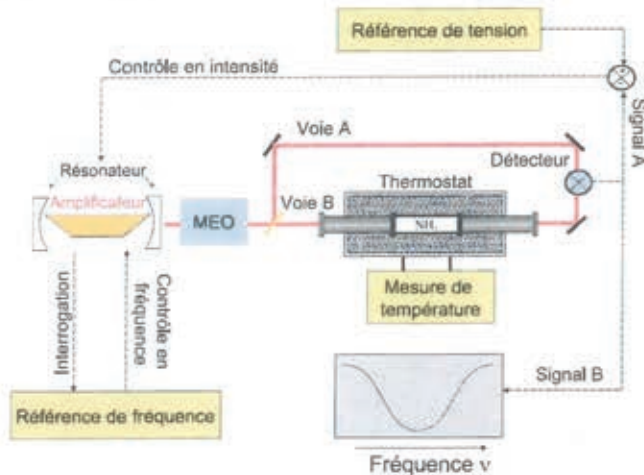 Référence de tension
Contrôle en intensité
Signal A
Voie A
Détecteur
Résonateur
Thermostat
Amplificateur
Voie B
MEO
NH₃
Mesure de
température
Interrogation
Contrôle en
fréquence
Signal B
Référence de fréquence
Fréquence ν